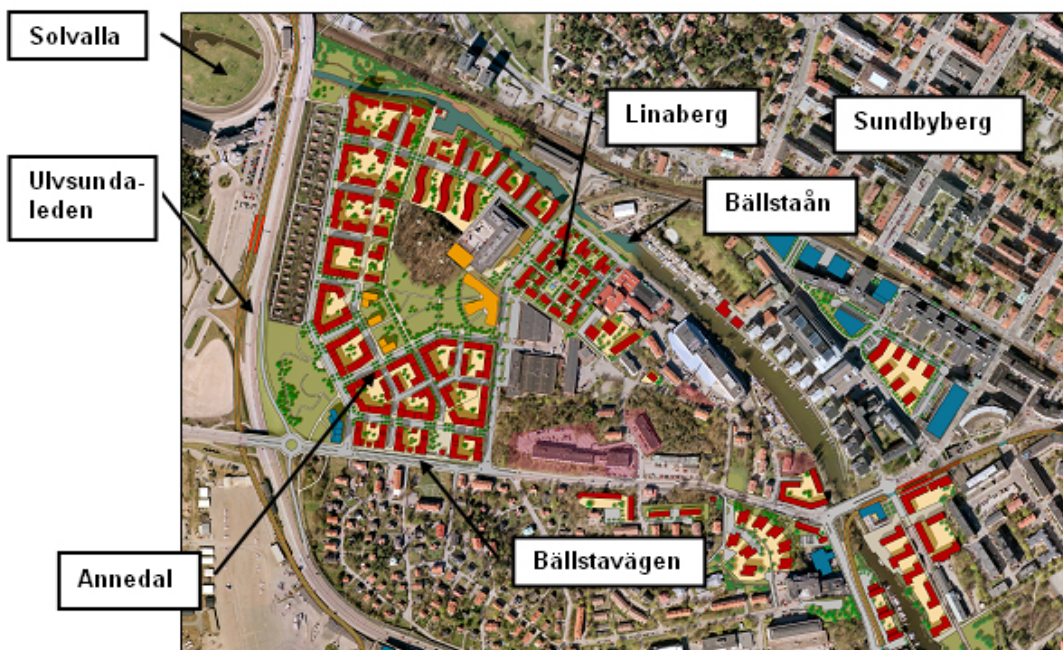 Solvalla
Linaberg
Sundbyberg
Ulvsunda-
leden
Bällstaån
Annedal
Bällstavägen